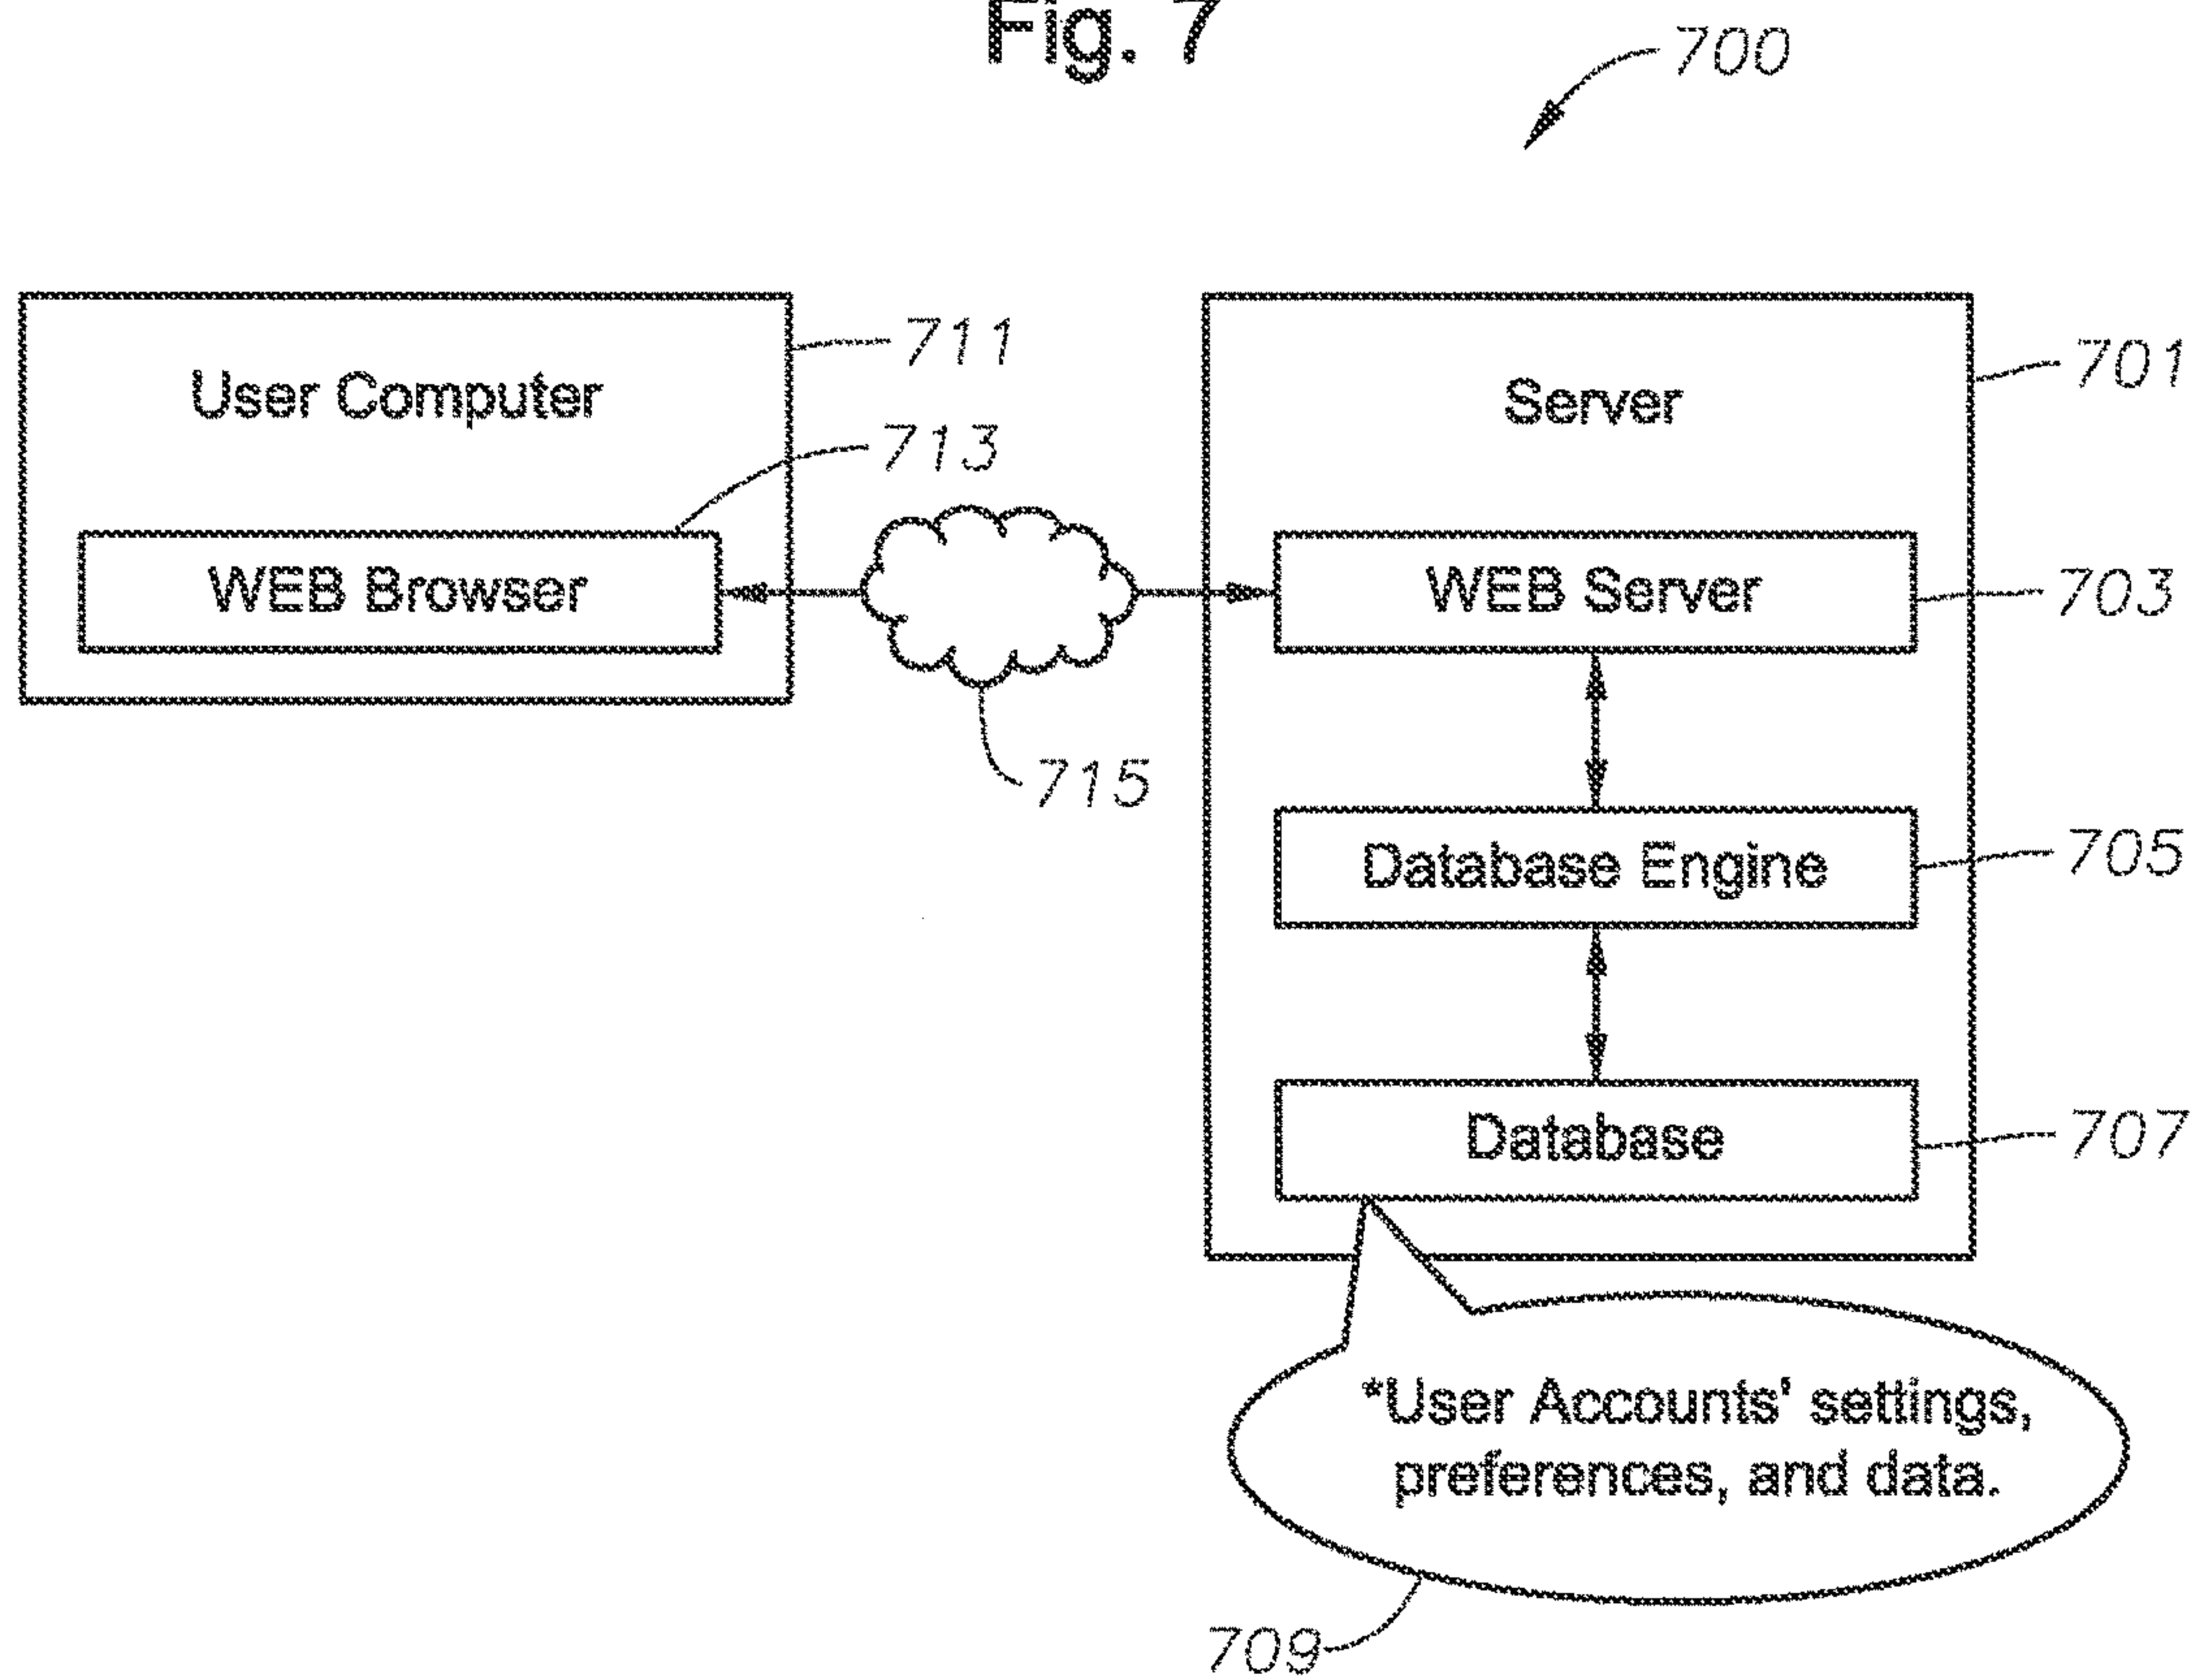 Fig. 7
700
User Computer
711
713
WEB Browser
715
Server
701
WEB Server
703
Database Engine
705
Database
707
*User Accounts' settings,
preferences, and data.
709